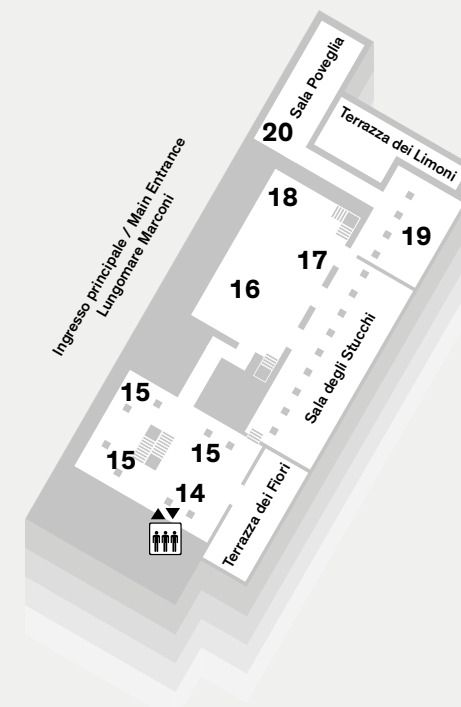 Sala Poveglia
20
Terrazza dei Limoni
Ingresso principale / Main Entrance
Lungomare Marconi
18
19
17
16
Sala degli Stucchi
15
15
15
14
Terrazza dei Fiori